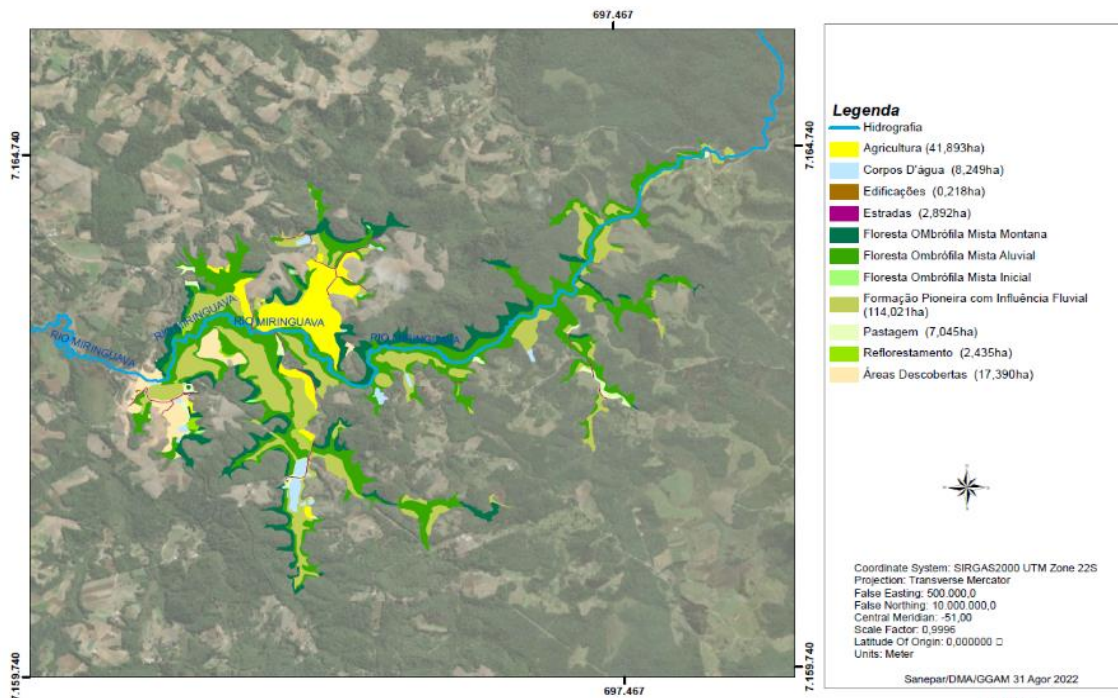 697.467
7.164.740
7.164.740
RIO MIRINGUAVA
RIO MIRINGUAVA
RIO MIRINGUAVA
RIO MIRINGUAVA
7.159.740
7.159.740
697.467
Legenda
Hidrografia
Agricultura (41,893ha)
Corpos D'água (8,249ha)
Edificações (0,218ha)
Estradas (2,892ha)
Floresta OMbrófila Mista Montana
Floresta Ombrófila Mista Aluvial
Floresta Ombrófila Mista Inicial
Formação Pioneira com Influência Fluvial
(114,021ha)
Pastagem (7,045ha)
Reflorestamento (2,435ha)
Áreas Descobertas (17,390ha)
Coordinate System: SIRGAS2000 UTM Zone 22S
Projection: Transverse Mercator
False Easting: 500.000,0
False Northing: 10.000.000,0
Central Meridian: -51,00
Scale Factor: 0,9996
Latitude Of Origin: 0,000000 □
Units: Meter
Sanepar/DMA/GGAM 31 Agor 2022